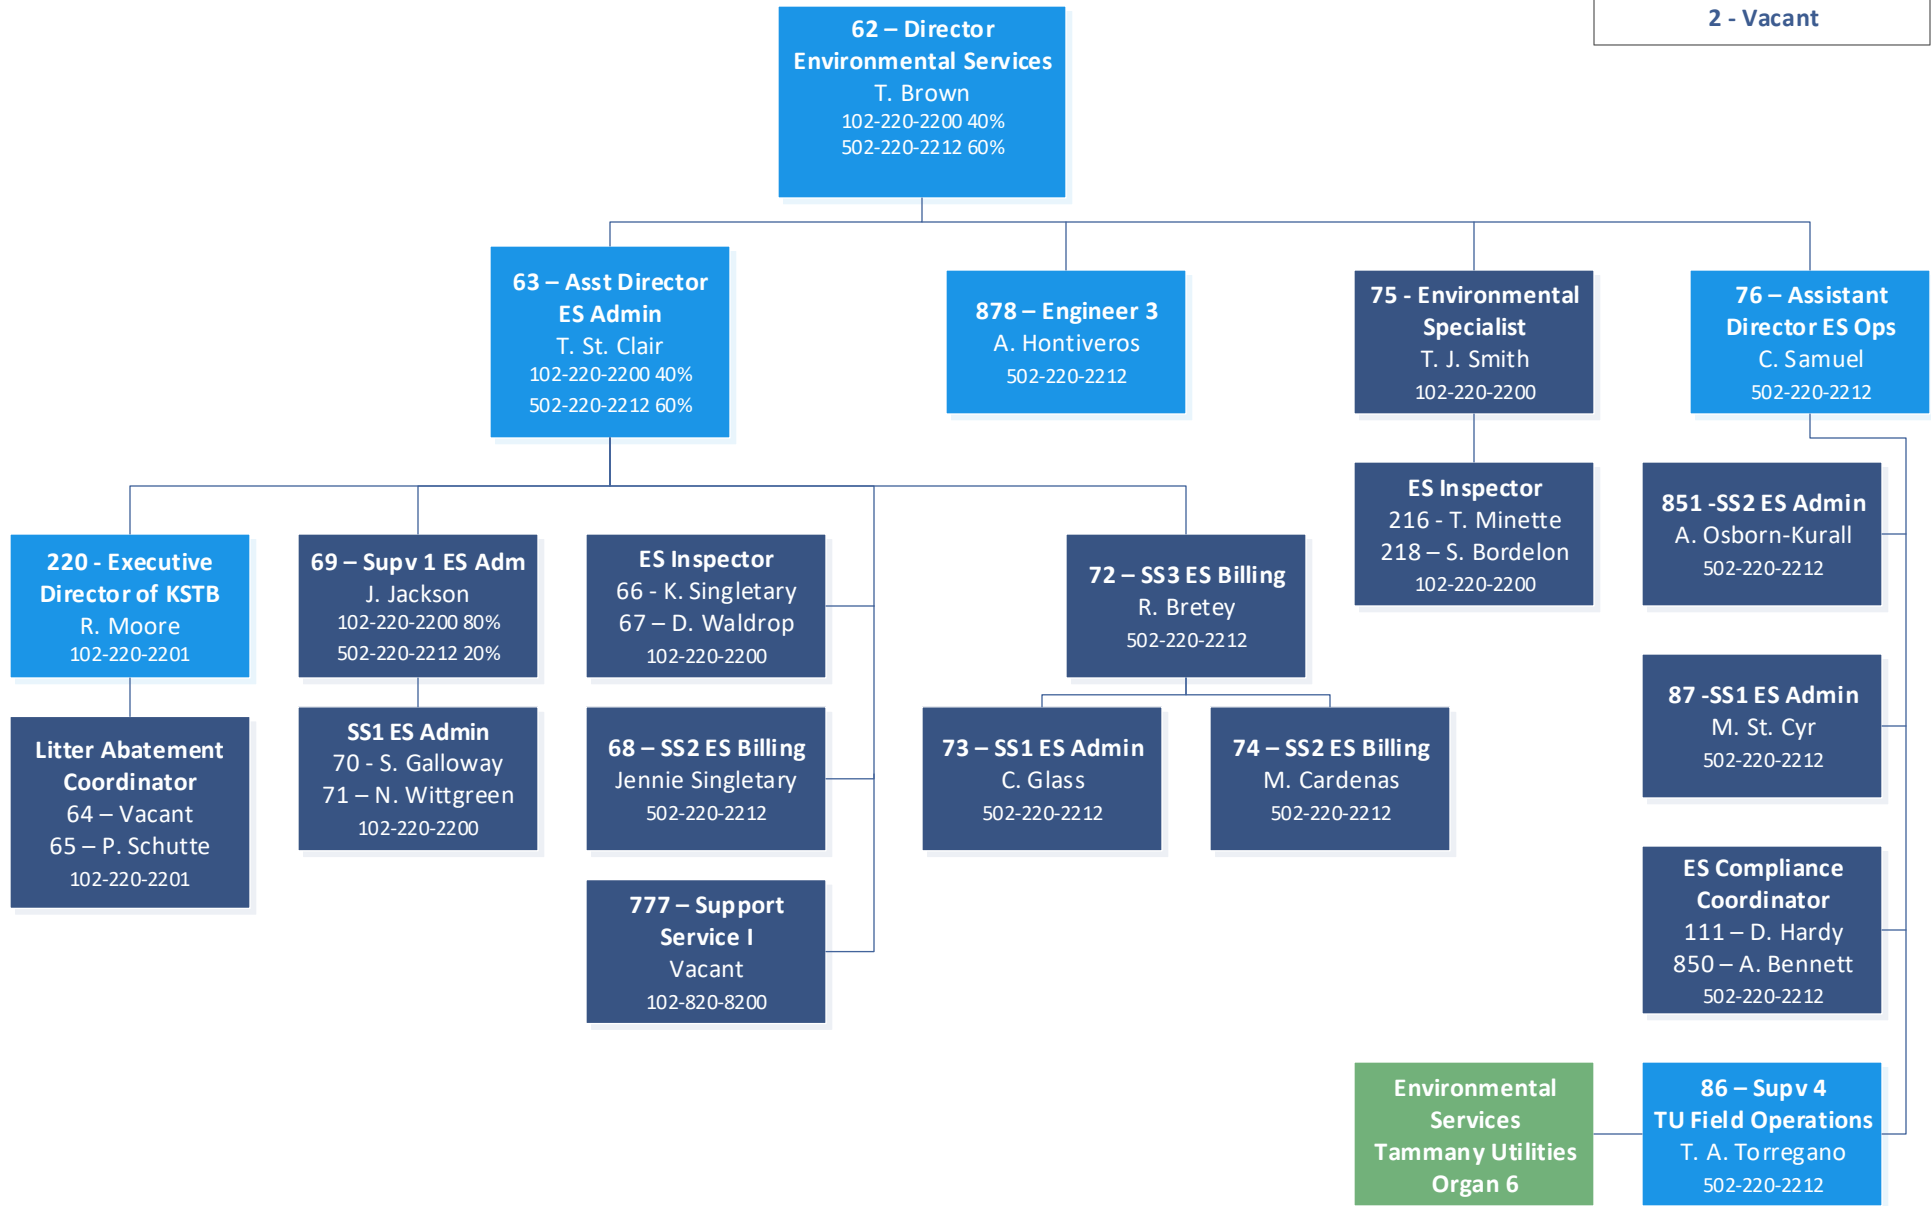 2 - Vacant
62 – Director
Environmental Services
T. Brown
102-220-2200 40%
502-220-2212 60%
63 – Asst Director
ES Admin
T. St. Clair
102-220-2200 40%
502-220-2212 60%
878 – Engineer 3
A. Hontiveros
502-220-2212
75 - Environmental
Specialist
T. J. Smith
102-220-2200
76 – Assistant
Director ES Ops
C. Samuel
502-220-2212
220 - Executive
Director of KSTB
R. Moore
102-220-2201
69 – Supv 1 ES Adm
J. Jackson
102-220-2200 80%
502-220-2212 20%
ES Inspector
66 - K. Singletary
67 – D. Waldrop
102-220-2200
72 – SS3 ES Billing
R. Bretey
502-220-2212
ES Inspector
216 - T. Minette
218 – S. Bordelon
102-220-2200
851 -SS2 ES Admin
A. Osborn-Kurall
502-220-2212
Litter Abatement
Coordinator
64 – Vacant
65 – P. Schutte
102-220-2201
SS1 ES Admin
70 - S. Galloway
71 – N. Wittgreen
102-220-2200
68 – SS2 ES Billing
Jennie Singletary
502-220-2212
73 – SS1 ES Admin
C. Glass
502-220-2212
74 – SS2 ES Billing
M. Cardenas
502-220-2212
87 -SS1 ES Admin
M. St. Cyr
502-220-2212
777 – Support
Service I
Vacant
102-820-8200
ES Compliance
Coordinator
111 – D. Hardy
850 – A. Bennett
502-220-2212
Environmental
Services
Tammany Utilities
Organ 6
86 – Supv 4
TU Field Operations
T. A. Torregano
502-220-2212